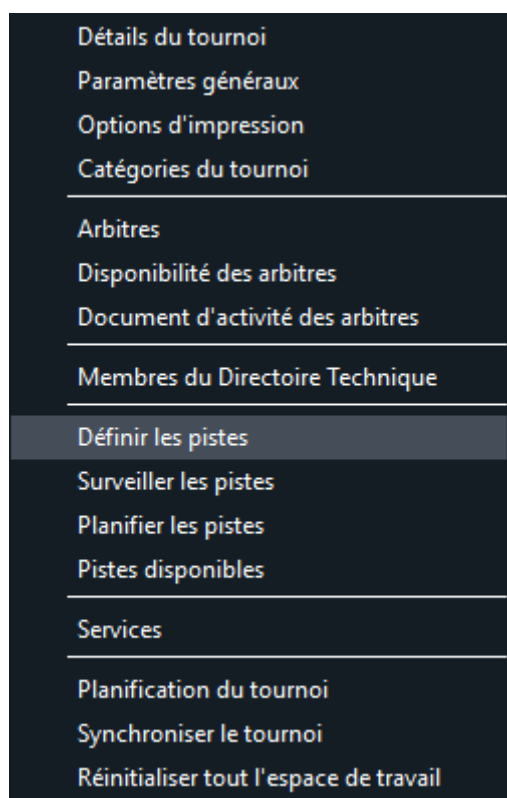 Détails du tournoi
Paramètres généraux
Options d'impression
Catégories du tournoi
Arbitres
Disponibilité des arbitres
Document d'activité des arbitres
Membres du Directoire Technique
Définir les pistes
Surveiller les pistes
Planifier les pistes
Pistes disponibles
Services
Planification du tournoi
Synchroniser le tournoi
Réinitialiser tout l'espace de travail